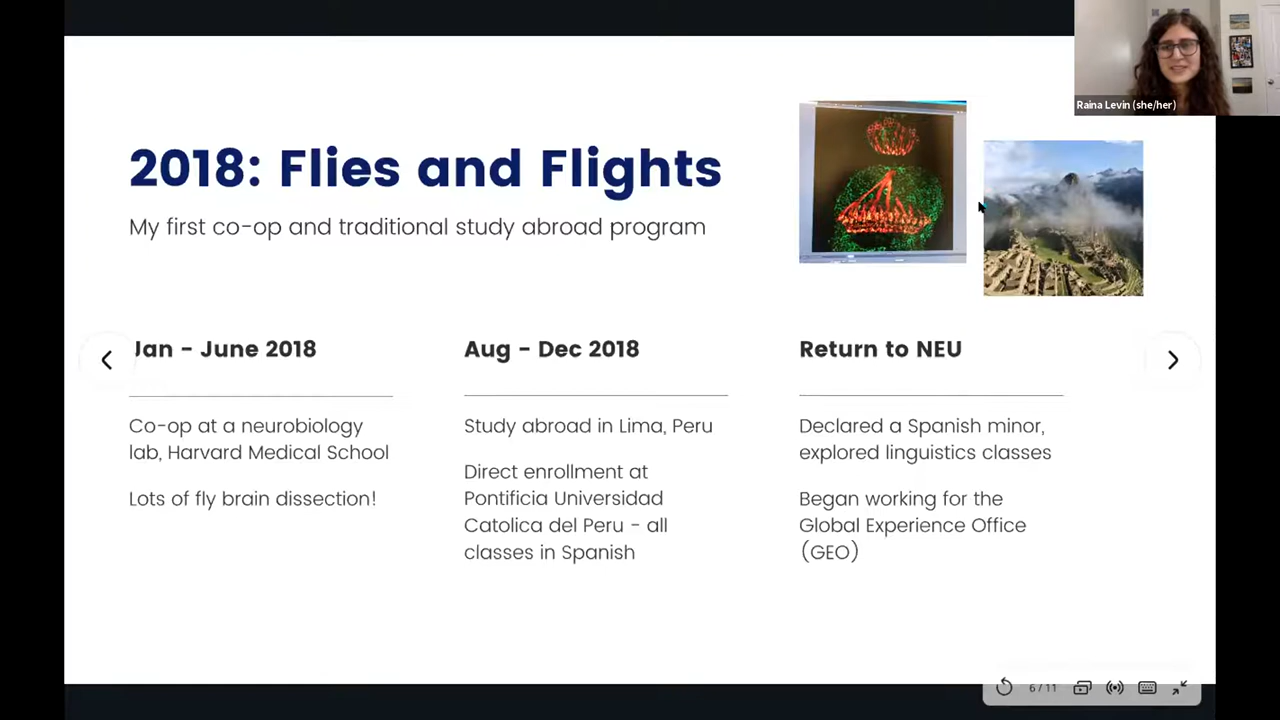 Raina Levin (she/her)
2018: Flies and Flights
My first co-op and traditional study abroad program
Jan - June 2018
Co-op at a neurobiology
lab, Harvard Medical School
Lots of fly brain dissection!
Aug - Dec 2018
Study abroad in Lima, Peru
Direct enrollment at
Pontificia Universidad
Catolica del Peru - all
classes in Spanish
Return to NEU
Declared a Spanish minor,
explored linguistics classes
Began working for the
Global Experience Office
(GEO)
6/11